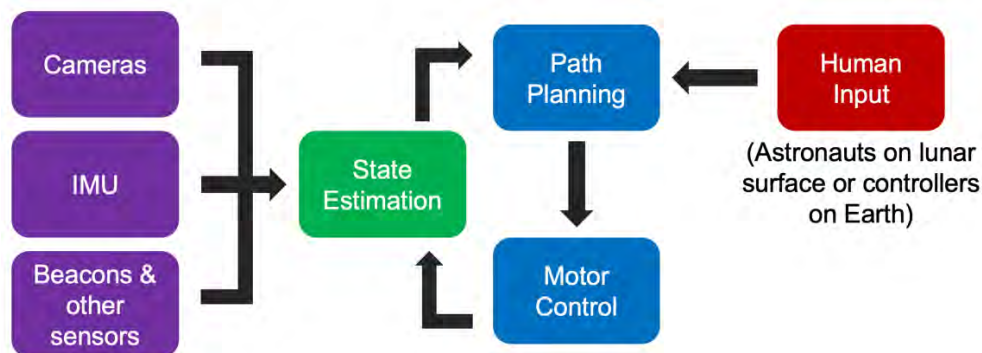 Cameras
IMU
Beacons &
other
sensors
State
Estimation
Path
Planning
Motor
Control
Human
Input
(Astronauts on lunar
surface or controllers
on Earth)